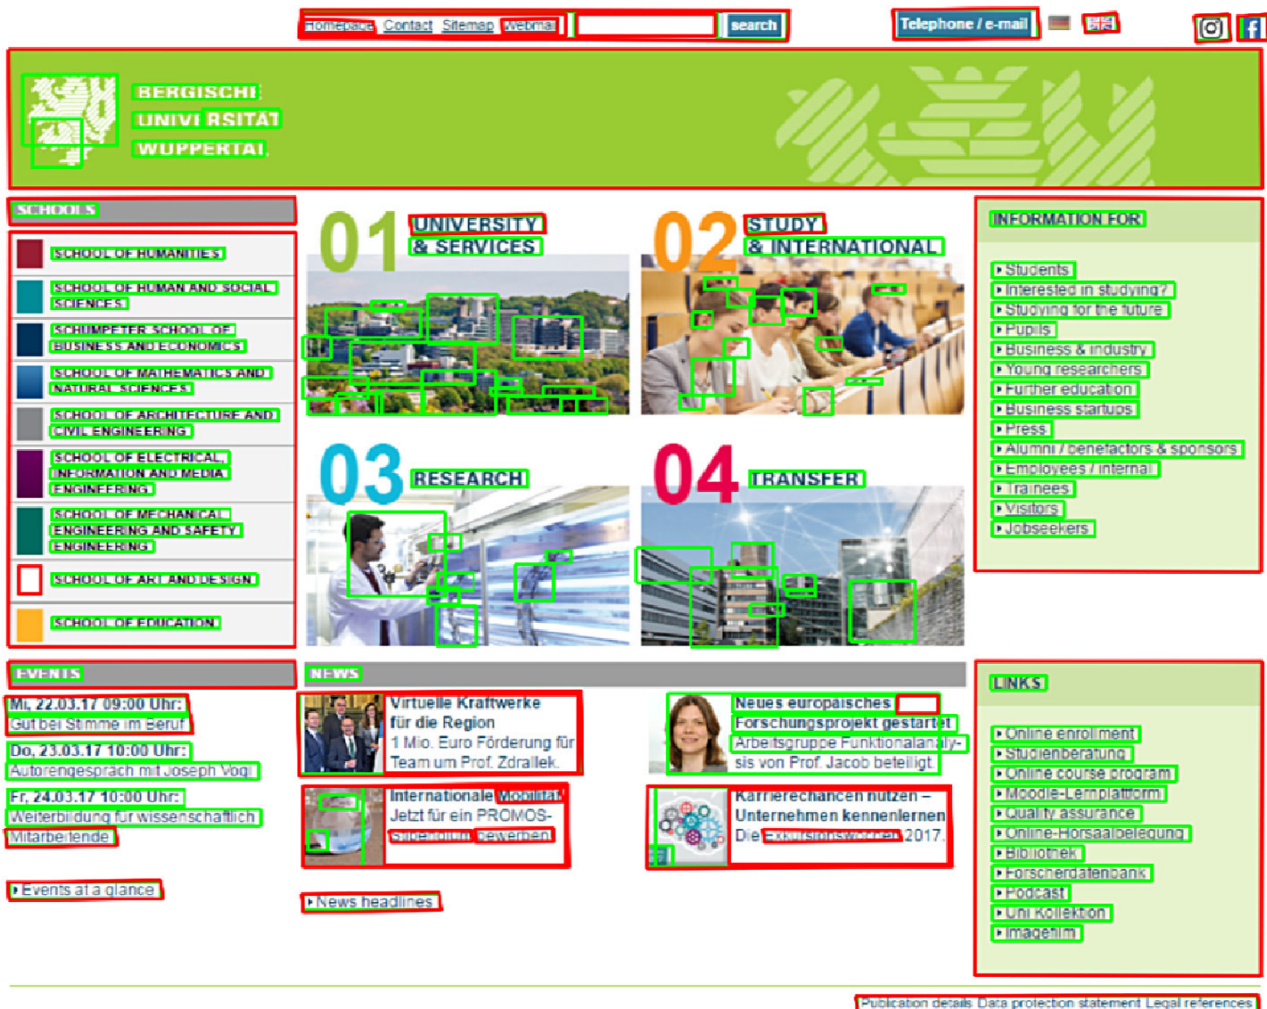 Homepage Contact Sitemap Webmail search Telephone / e-mail
BERGISCHE
UNIVERSITÄT
WUPPERTAL
SCHOOLS
SCHOOL OF HUMANITIES
SCHOOL OF HUMAN AND SOCIAL
SCIENCES
SCHUMPETER SCHOOL OF
BUSINESS AND ECONOMICS
SCHOOL OF MATHEMATICS AND
NATURAL SCIENCES
SCHOOL OF ARCHITECTURE AND
CIVIL ENGINEERING
SCHOOL OF ELECTRICAL,
INFORMATION AND MEDIA
ENGINEERING
SCHOOL OF MECHANICAL
ENGINEERING AND SAFETY
ENGINEERING
SCHOOL OF ART AND DESIGN
SCHOOL OF EDUCATION
01 UNIVERSITY
& SERVICES
02 STUDY
& INTERNATIONAL
03 RESEARCH
04 TRANSFER
INFORMATION FOR
Students
Interested in studying?
Studying for the future
Pupils
Business & industry
Young researchers
Further education
Business startups
Press
Alumni / benefactors & sponsors
Employees / internal
Trainees
Visitors
Jobseekers
EVENTS
Mi, 22.03.17 09:00 Uhr:
Gut bei Stimme im Beruf
Do, 23.03.17 10:00 Uhr:
Autorengespräch mit Joseph Vogl
Fr, 24.03.17 10:00 Uhr:
Weiterbildung für wissenschaftlich
Mitarbeitende
Events at a glance
NEWS
Virtuelle Kraftwerke
für die Region
1 Mio. Euro Förderung für
Team um Prof. Zdrallek.
Neues europäisches
Forschungsprojekt gestartet
Arbeitsgruppe Funktionalanaly-
sis von Prof. Jacob beteiligt.
Internationale Mobilität
Jetzt für ein PROMOS-
Stipendium bewerben.
Karrierechancen nutzen –
Unternehmen kennenlernen
Die Exkursionswochen 2017.
News headlines
LINKS
Online enrollment
Studienberatung
Online course program
Moodle-Lernplattform
Quality assurance
Online-Hörsaalbelegung
Bibliothek
Forscherdatenbank
Podcast
Uni Kollektion
Imagefilm
Publication details Data protection statement Legal references